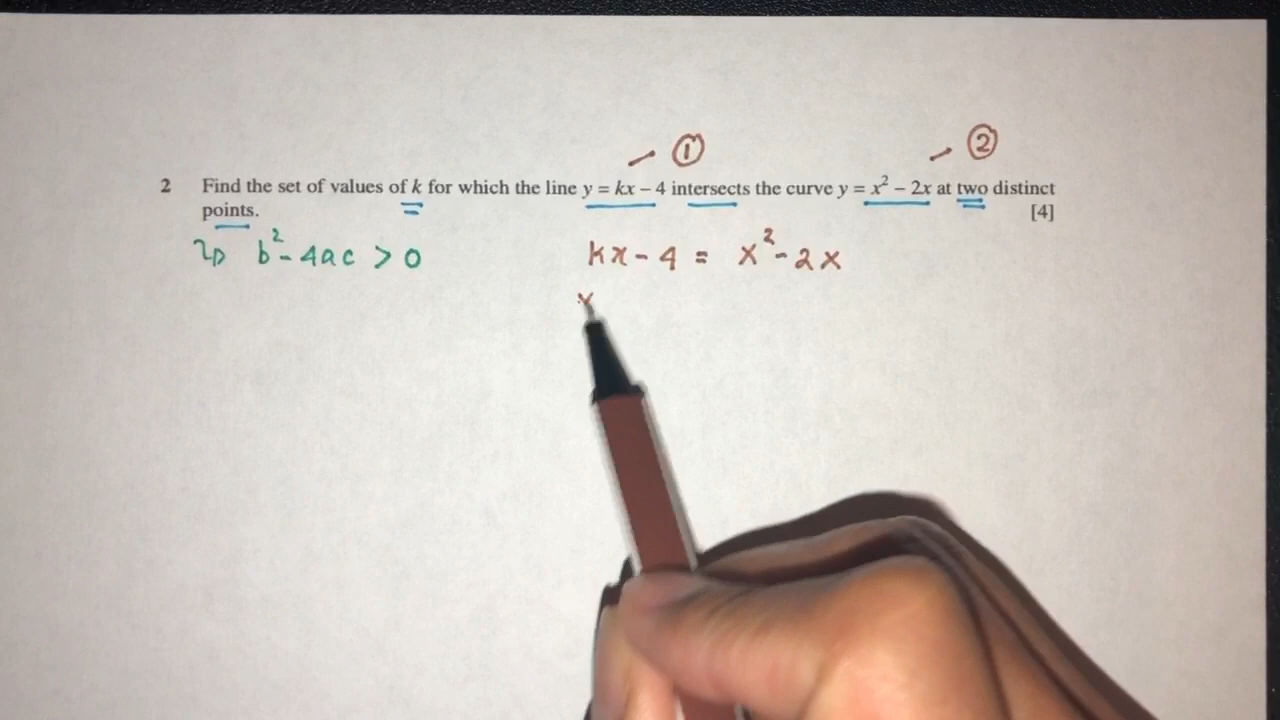 — ① — ②
2 Find the set of values of k for which the line y = kx – 4 intersects the curve y = x² – 2x at two distinct
points. [4]
2P b² - 4ac > 0 kx - 4 = x² - 2x
x